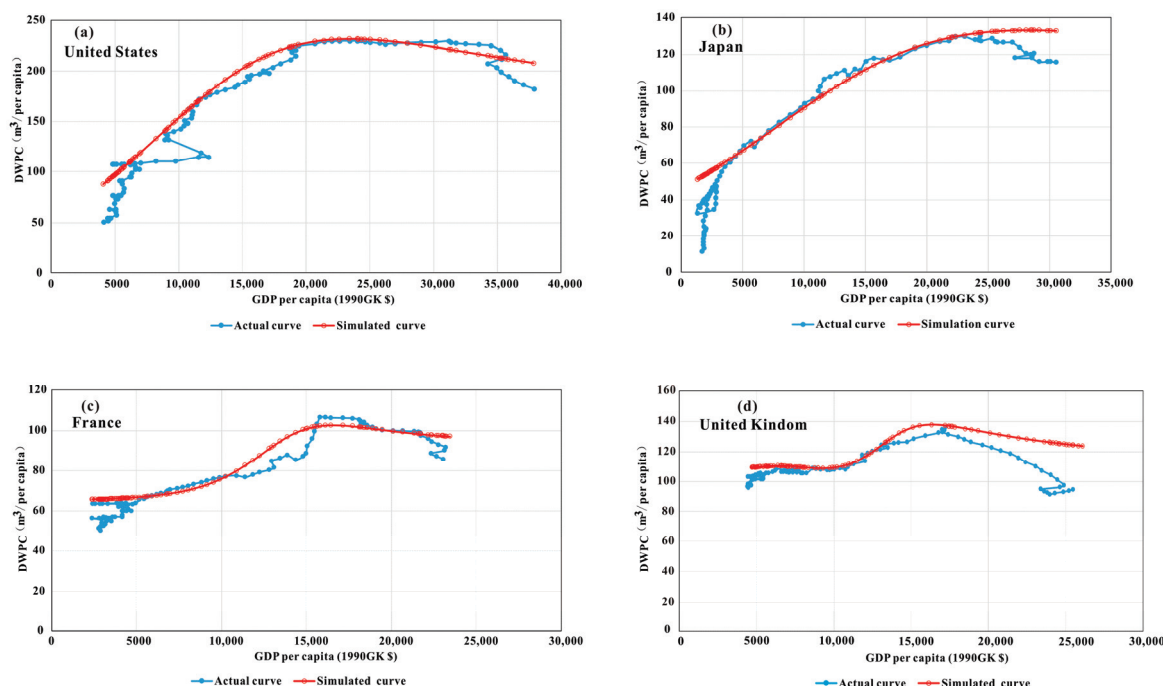 (a)
United States
DWPC（m³/per capita)
250
200
150
100
50
0
0 5000 10,000 15,000 20,000 25,000 30,000 35,000 40,000
GDP per capita (1990GK $)
Actual curve Simulated curve
(b)
Japan
DWPC（m³/per capita)
140
120
100
80
60
40
20
0
0 5000 10,000 15,000 20,000 25,000 30,000 35,000
GDP per capita (1990GK $)
Actual curve Simulation curve
(c)
France
DWPC（m³/per capita)
120
100
80
60
40
20
0
0 5000 10,000 15,000 20,000 25,000 30,000
GDP per capita (1990GK $)
Actual curve Simulated curve
(d)
United Kindom
DWPC（m³/per capita)
160
140
120
100
80
60
40
20
0
0 5000 10,000 15,000 20,000 25,000 30,000
GDP per capita (1990GK $)
Actual curve Simulated curve